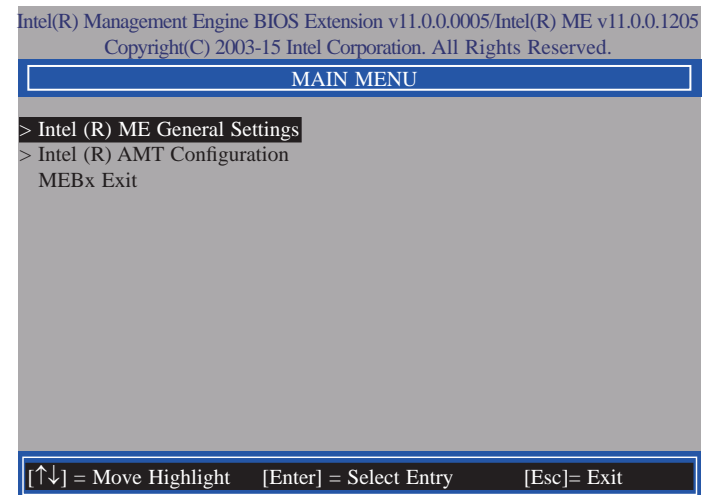 Intel(R) Management Engine BIOS Extension v11.0.0.0005/Intel(R) ME v11.0.0.1205
Copyright(C) 2003-15 Intel Corporation. All Rights Reserved.
MAIN MENU
> Intel (R) ME General Settings
> Intel (R) AMT Configuration
MEBx Exit
[↑↓] = Move Highlight [Enter] = Select Entry [Esc]= Exit